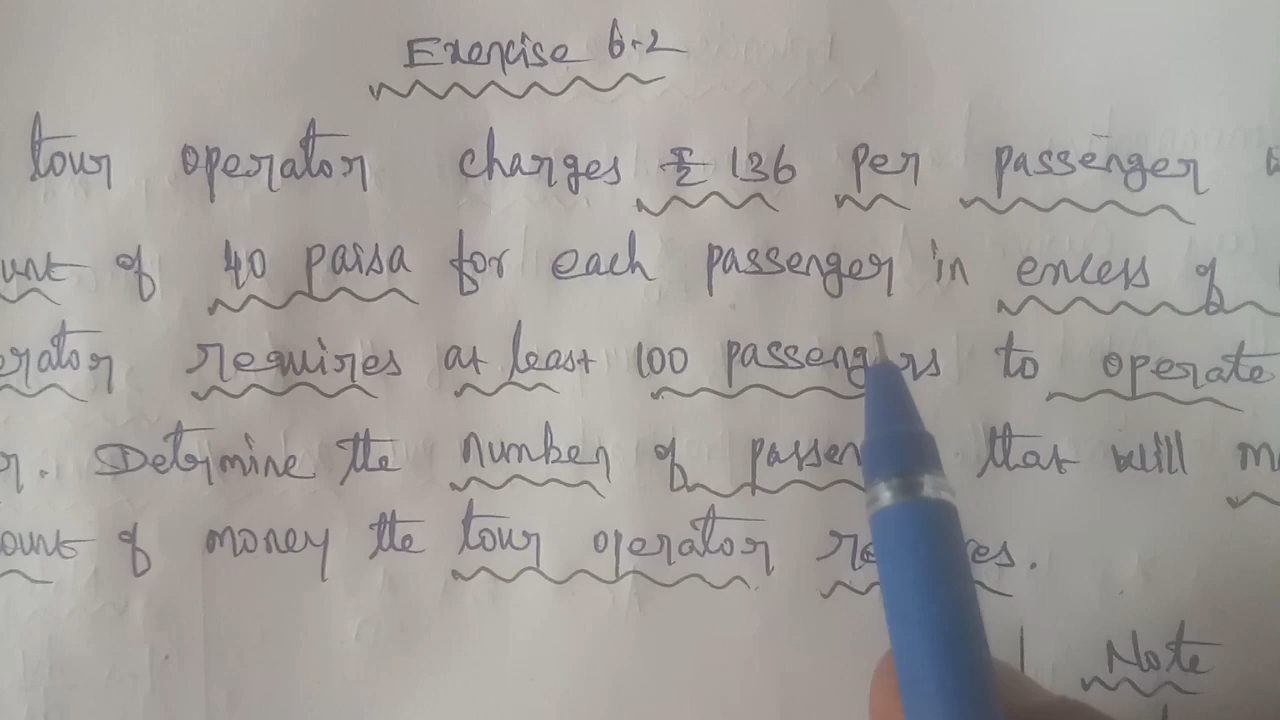 Exercise 6.2
tour operator charges ₹ 136 per passenger
of 40 paisa for each passenger in excess of
requires at least 100 passengers to operate
Determine the number of that will
of money the tour operator
Note